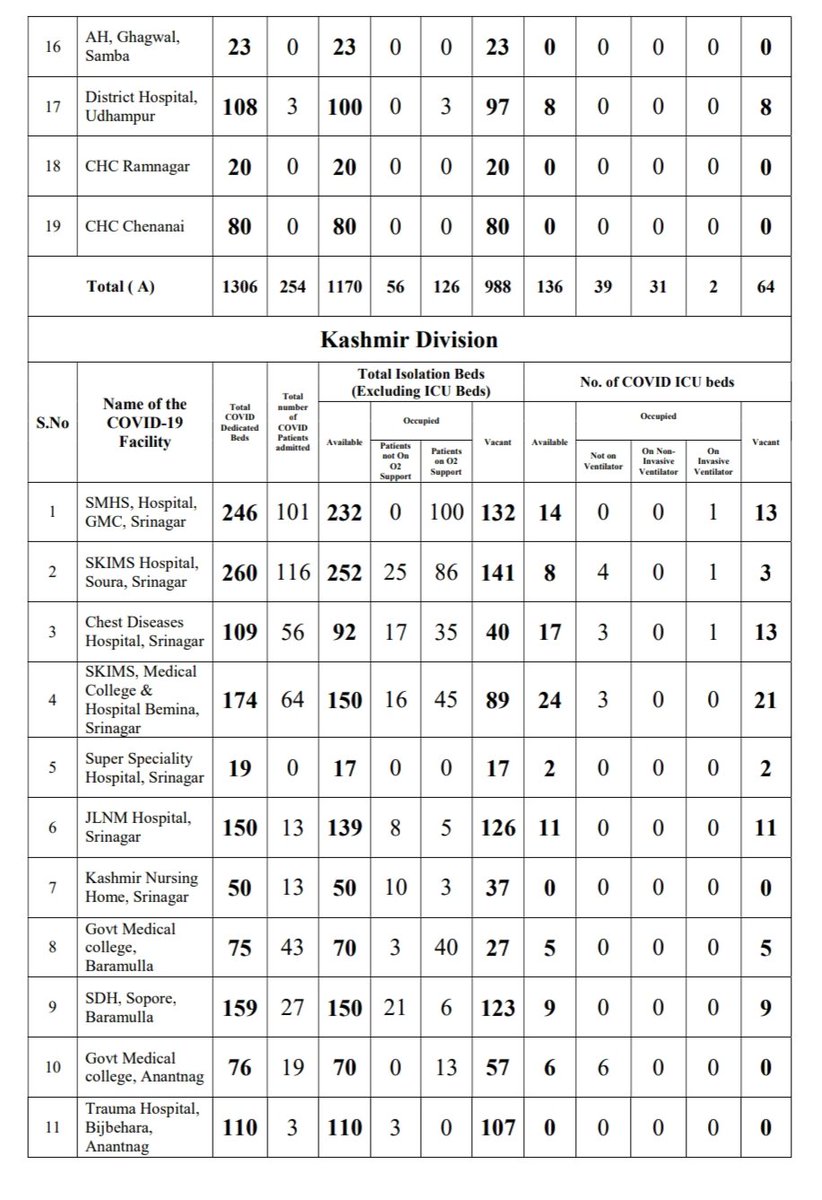 16 AH, Ghagwal, Samba 23 0 23 0 0 23 0 0 0 0 0
17 District Hospital, Udhampur 108 3 100 0 3 97 8 0 0 0 8
18 CHC Ramnagar 20 0 20 0 0 20 0 0 0 0 0
19 CHC Chenanai 80 0 80 0 0 80 0 0 0 0 0
Total ( A) 1306 254 1170 56 126 988 136 39 31 2 64
Kashmir Division
S.No
Name of the COVID-19 Facility
Total COVID Dedicated Beds
Total number of COVID Patients admitted
Total Isolation Beds (Excluding ICU Beds)
Available
Occupied
Patients not On O2 Support
Patients on O2 Support
Vacant
No. of COVID ICU beds
Available
Occupied
Not on Ventilator
On Non-Invasive Ventilator
On Invasive Ventilator
Vacant
1 SMHS, Hospital, GMC, Srinagar 246 101 232 0 100 132 14 0 0 1 13
2 SKIMS Hospital, Soura, Srinagar 260 116 252 25 86 141 8 4 0 1 3
3 Chest Diseases Hospital, Srinagar 109 56 92 17 35 40 17 3 0 1 13
4 SKIMS, Medical College & Hospital Bemina, Srinagar 174 64 150 16 45 89 24 3 0 0 21
5 Super Speciality Hospital, Srinagar 19 0 17 0 0 17 2 0 0 0 2
6 JLNM Hospital, Srinagar 150 13 139 8 5 126 11 0 0 0 11
7 Kashmir Nursing Home, Srinagar 50 13 50 10 3 37 0 0 0 0 0
8 Govt Medical college, Baramulla 75 43 70 3 40 27 5 0 0 0 5
9 SDH, Sopore, Baramulla 159 27 150 21 6 123 9 0 0 0 9
10 Govt Medical college, Anantnag 76 19 70 0 13 57 6 6 0 0 0
11 Trauma Hospital, Bijbehara, Anantnag 110 3 110 3 0 107 0 0 0 0 0